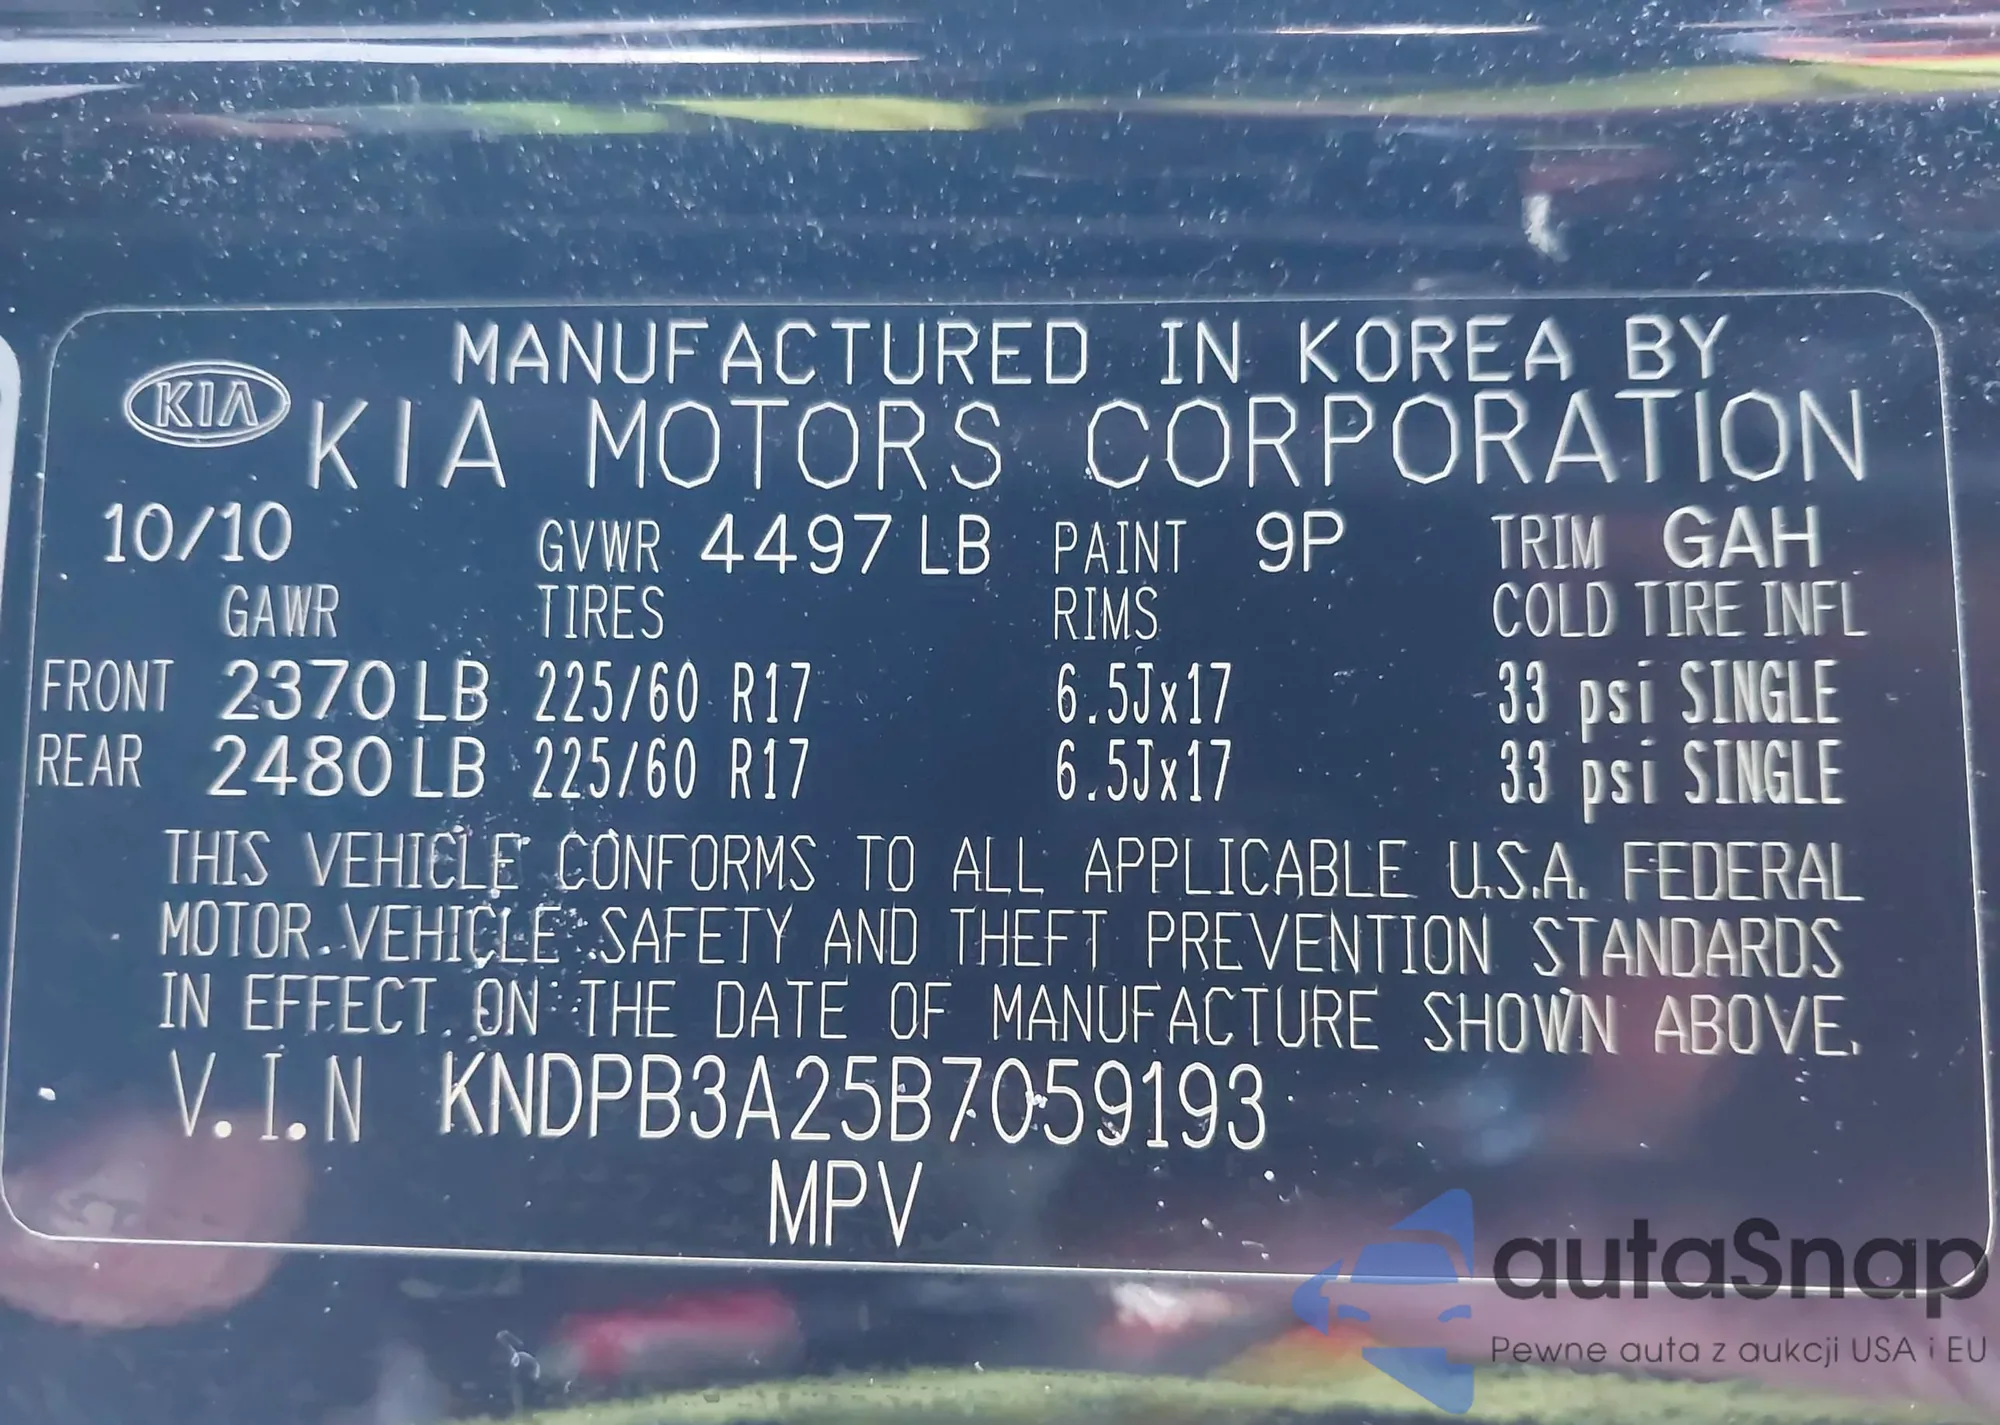 MANUFACTURED IN KOREA BY
KIA KIA MOTORS CORPORATION
10/10 GVWR 4497 LB PAINT 9P TRIM GAH
GAWR TIRES RIMS COLD TIRE INFL
FRONT 2370 LB 225/60 R17 6.5Jx17 33 psi SINGLE
REAR 2480 LB 225/60 R17 6.5Jx17 33 psi SINGLE
THIS VEHICLE CONFORMS TO ALL APPLICABLE U.S.A. FEDERAL
MOTOR VEHICLE SAFETY AND THEFT PREVENTION STANDARDS
IN EFFECT ON THE DATE OF MANUFACTURE SHOWN ABOVE.
V.I.N KNDPB3A25B7059193
MPV
autaSnap
Pewne auta z aukcji USA i EU